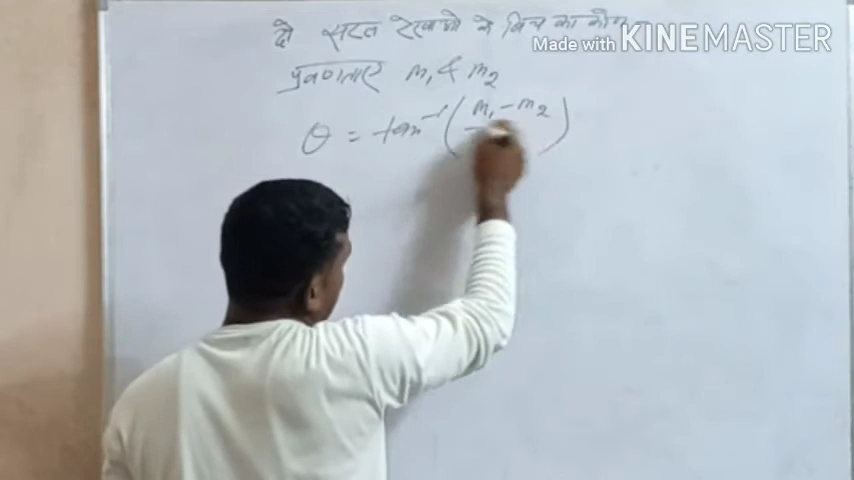 दो सरल रेखाओ के बिच का कोण
Made with KINEMASTER
प्रवणताए m₁ & m₂
θ = tan⁻¹ ( m₁ - m₂ )